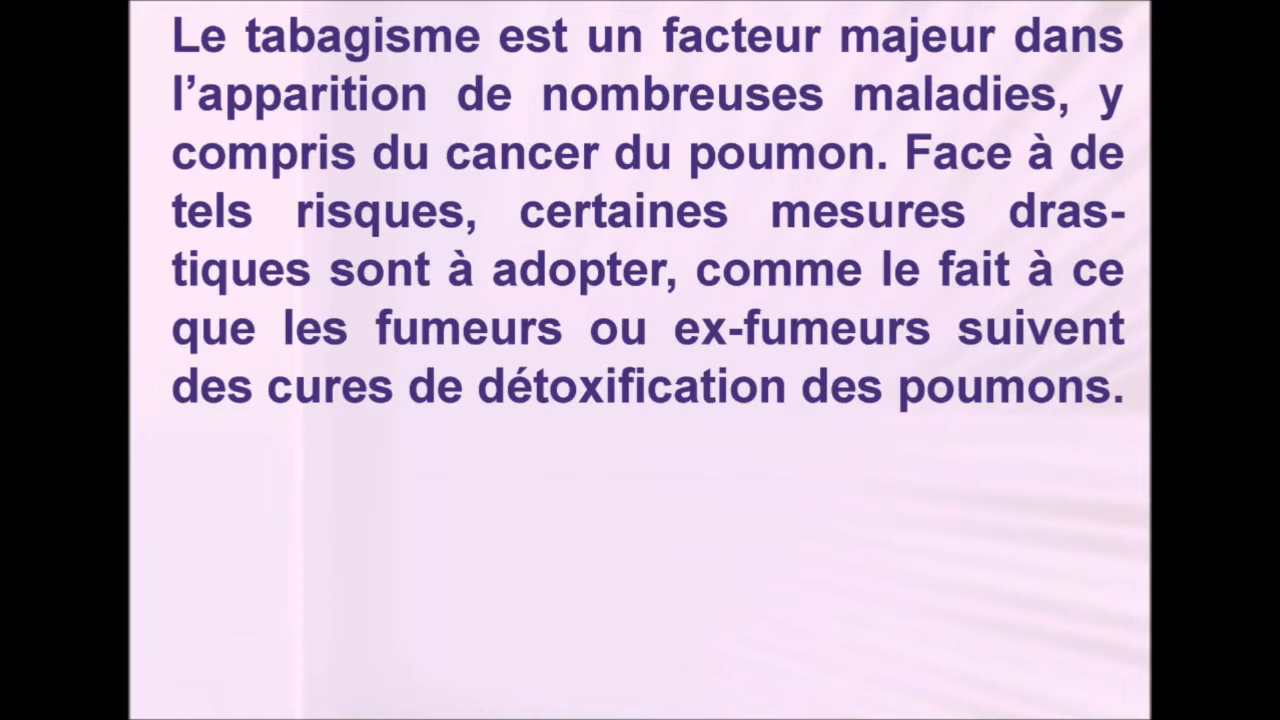 Le tabagisme est un facteur majeur dans
l’apparition de nombreuses maladies, y
compris du cancer du poumon. Face à de
tels risques, certaines mesures dras-
tiques sont à adopter, comme le fait à ce
que les fumeurs ou ex-fumeurs suivent
des cures de détoxification des poumons.